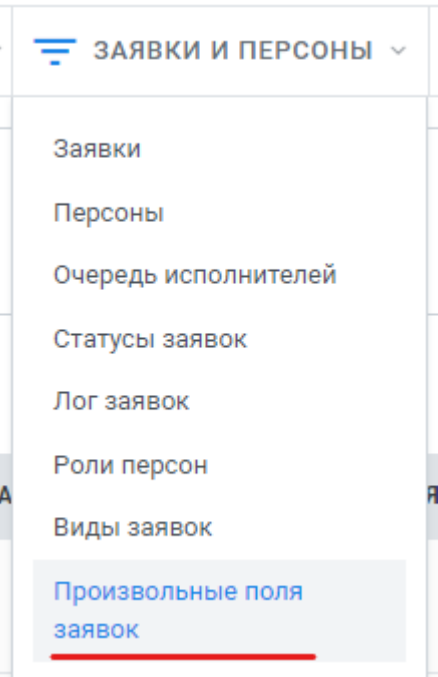 ЗАЯВКИ И ПЕРСОНЫ
Заявки
Персоны
Очередь исполнителей
Статусы заявок
Лог заявок
Роли персон
Виды заявок
Произвольные поля
заявок